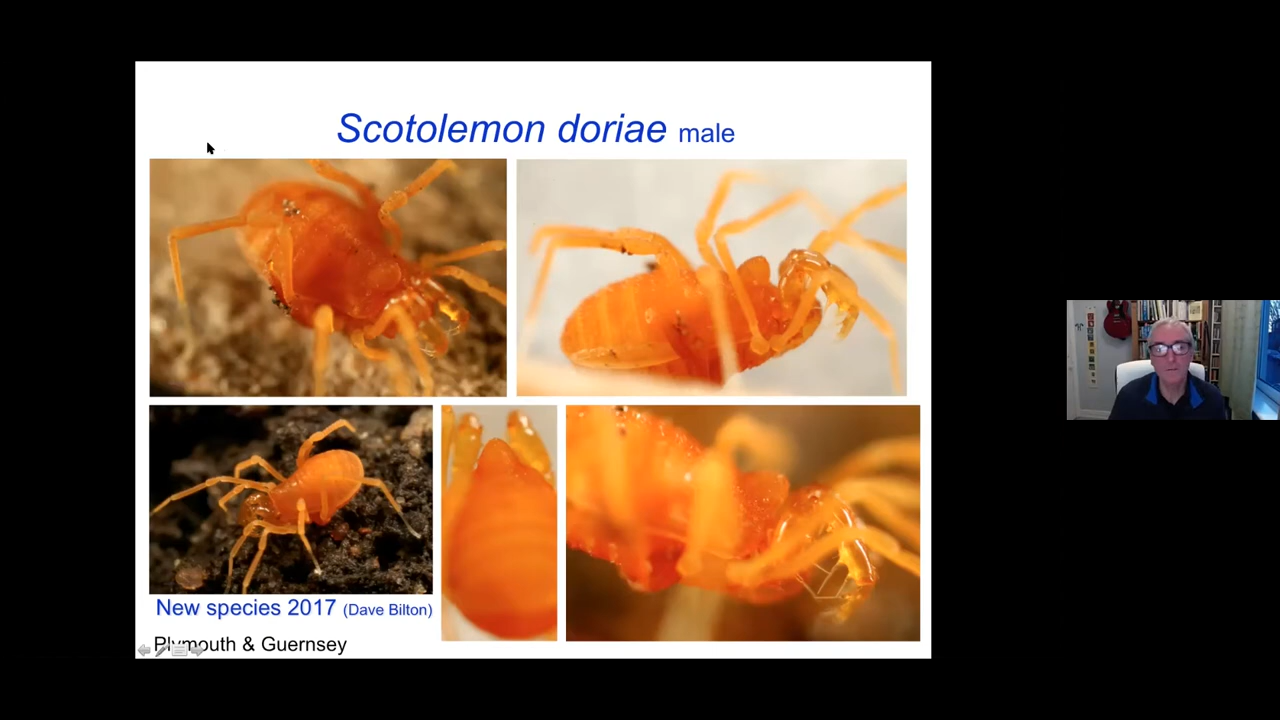 Scotolemon doriae male
New species 2017 (Dave Bilton)
Plymouth & Guernsey